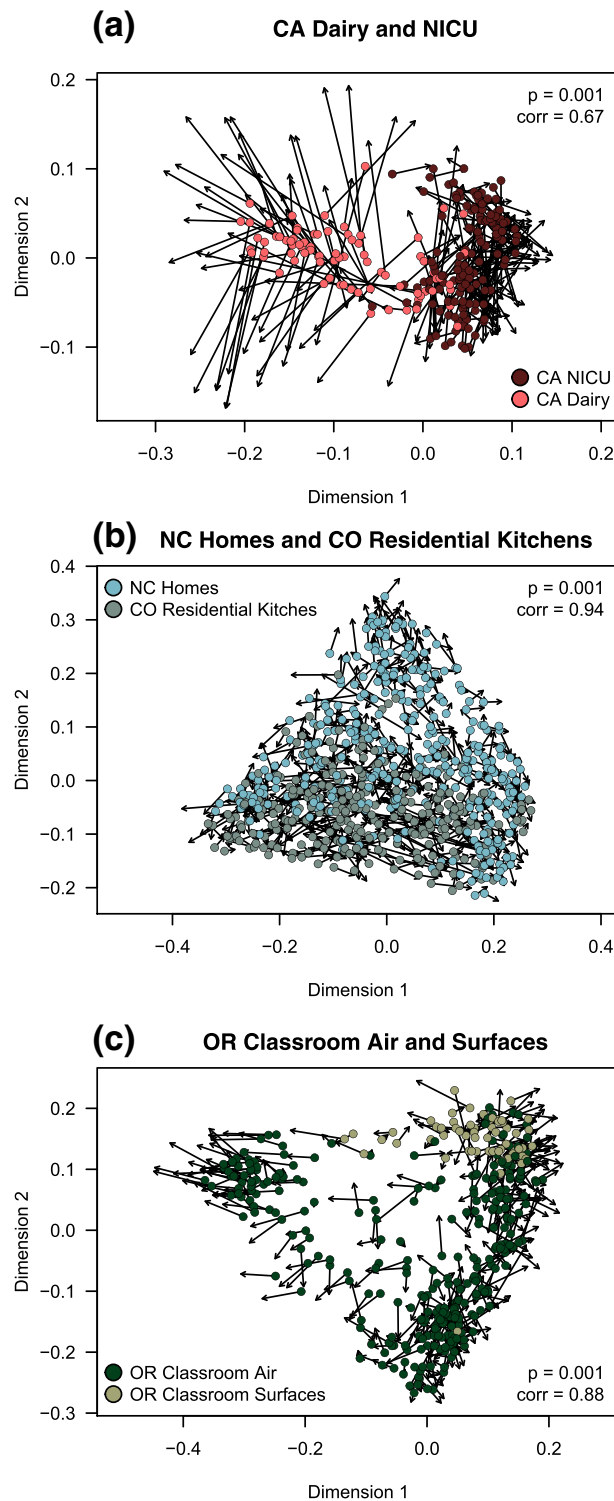 (a)
CA Dairy and NICU
p = 0.001
corr = 0.67
0.2
0.1
0.0
−0.1
Dimension 2
CA NICU
CA Dairy
−0.3 −0.2 −0.1 0.0 0.1 0.2
Dimension 1
(b)
NC Homes and CO Residential Kitchens
NC Homes
CO Residential Kitches
p = 0.001
corr = 0.94
0.4
0.3
0.2
0.1
0.0
−0.1
−0.2
Dimension 2
−0.4 −0.2 0.0 0.2 0.4
Dimension 1
(c)
OR Classroom Air and Surfaces
0.2
0.1
0.0
−0.1
−0.2
−0.3
Dimension 2
OR Classroom Air
OR Classroom Surfaces
p = 0.001
corr = 0.88
−0.4 −0.2 0.0 0.2
Dimension 1